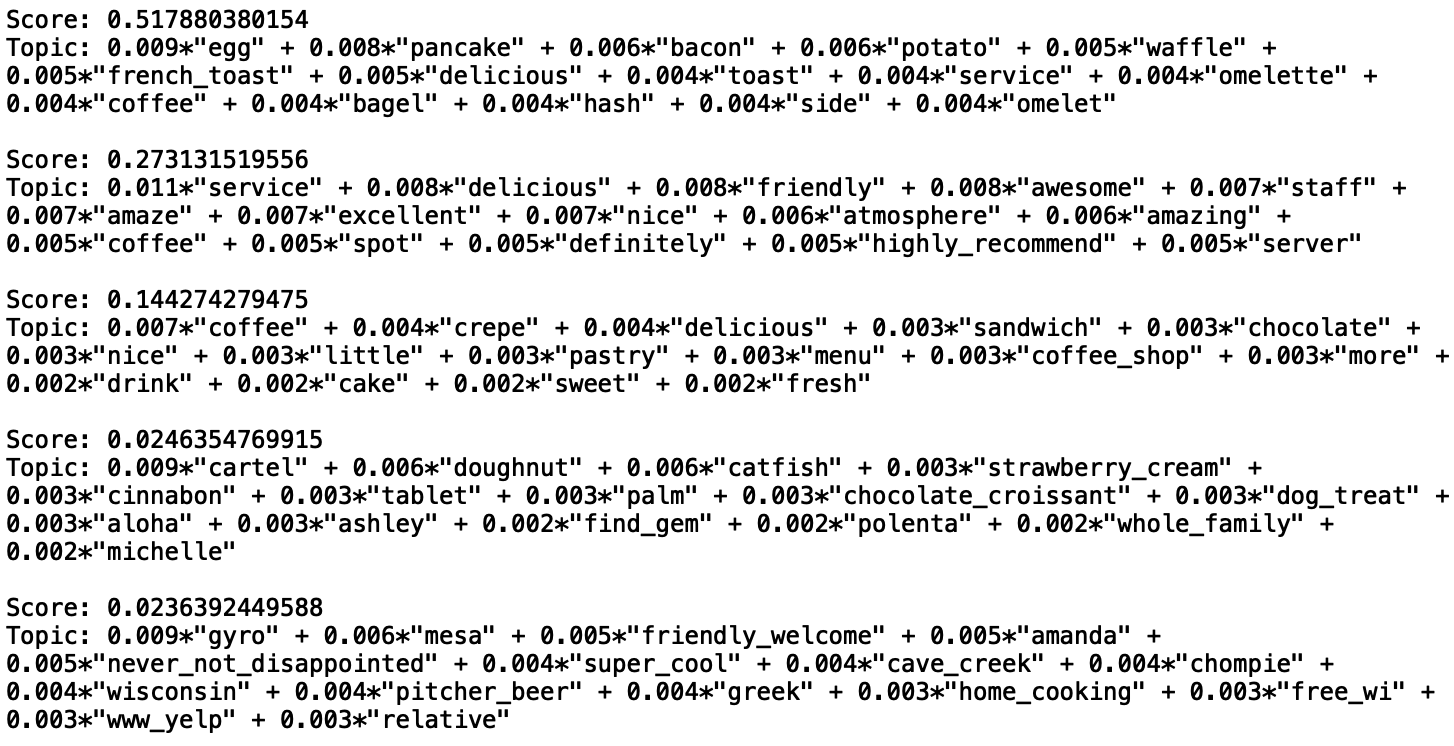 Score: 0.517880380154
Topic: 0.009*"egg" + 0.008*"pancake" + 0.006*"bacon" + 0.006*"potato" + 0.005*"waffle" +
0.005*"french_toast" + 0.005*"delicious" + 0.004*"toast" + 0.004*"service" + 0.004*"omelette" +
0.004*"coffee" + 0.004*"bagel" + 0.004*"hash" + 0.004*"side" + 0.004*"omelet"
Score: 0.273131519556
Topic: 0.011*"service" + 0.008*"delicious" + 0.008*"friendly" + 0.008*"awesome" + 0.007*"staff" +
0.007*"amaze" + 0.007*"excellent" + 0.007*"nice" + 0.006*"atmosphere" + 0.006*"amazing" +
0.005*"coffee" + 0.005*"spot" + 0.005*"definitely" + 0.005*"highly_recommend" + 0.005*"server"
Score: 0.144274279475
Topic: 0.007*"coffee" + 0.004*"crepe" + 0.004*"delicious" + 0.003*"sandwich" + 0.003*"chocolate" +
0.003*"nice" + 0.003*"little" + 0.003*"pastry" + 0.003*"menu" + 0.003*"coffee_shop" + 0.003*"more" +
0.002*"drink" + 0.002*"cake" + 0.002*"sweet" + 0.002*"fresh"
Score: 0.0246354769915
Topic: 0.009*"cartel" + 0.006*"doughnut" + 0.006*"catfish" + 0.003*"strawberry_cream" +
0.003*"cinnabon" + 0.003*"tablet" + 0.003*"palm" + 0.003*"chocolate_croissant" + 0.003*"dog_treat" +
0.003*"aloha" + 0.003*"ashley" + 0.002*"find_gem" + 0.002*"polenta" + 0.002*"whole_family" +
0.002*"michelle"
Score: 0.0236392449588
Topic: 0.009*"gyro" + 0.006*"mesa" + 0.005*"friendly_welcome" + 0.005*"amanda" +
0.005*"never_not_disappointed" + 0.004*"super_cool" + 0.004*"cave_creek" + 0.004*"chompie" +
0.004*"wisconsin" + 0.004*"pitcher_beer" + 0.004*"greek" + 0.003*"home_cooking" + 0.003*"free_wi" +
0.003*"www_yelp" + 0.003*"relative"